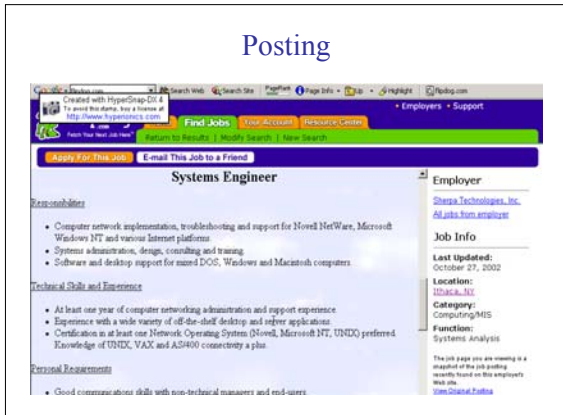 Posting
Search Web Search Site PageRank Page Info Up Highlight flipdog.com
Created with HyperSnap-DX 4
To avoid this stamp, buy a license at
http://www.hyperionics.com
• Employers • Support
Find Jobs Your Account Resource Center
Fetch Your Next Job Here™
Return to Results | Modify Search | New Search
Apply For This Job E-mail This Job to a Friend
Systems Engineer
Responsibilities
• Computer network implementation, troubleshooting and support for Novell NetWare, Microsoft
Windows NT and various Internet platforms.
• Systems administration, design, consulting and training.
• Software and desktop support for mixed DOS, Windows and Macintosh computers.
Technical Skills and Experience
• At least one year of computer networking administration and support experience.
• Experience with a wide variety of off-the-shelf desktop and server applications.
• Certification in at least one Network Operating System (Novell, Microsoft NT, UNIX) preferred.
Knowledge of UNIX, VAX and AS/400 connectivity a plus.
Personal Requirements
• Good communications skills with non-technical managers and end-users.
Employer
Sherpa Technologies, Inc.
All jobs from employer
Job Info
Last Updated:
October 27, 2002
Location:
Ithaca, NY
Category:
Computing/MIS
Function:
Systems Analysis
The job page you are viewing is a
snapshot of the job posting
recently found on this employer's
Web site.
View Original Posting